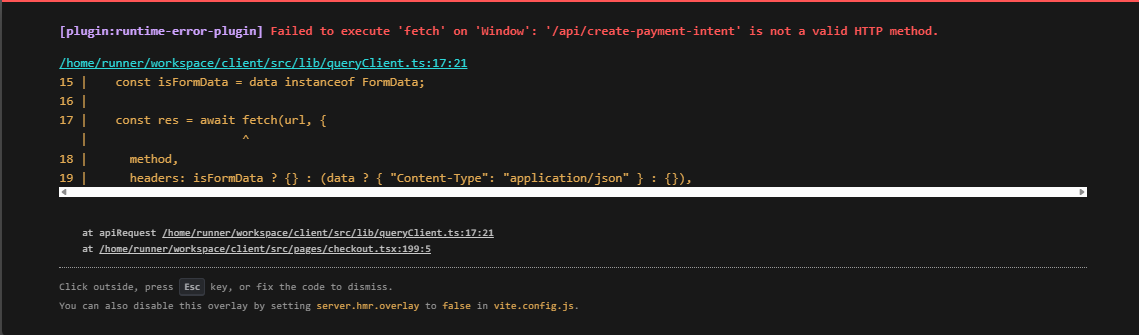 [plugin:runtime-error-plugin] Failed to execute 'fetch' on 'Window': '/api/create-payment-intent' is not a valid HTTP method.
/home/runner/workspace/client/src/lib/queryClient.ts:17:21
15 |    const isFormData = data instanceof FormData;
16 |
17 |    const res = await fetch(url, {
   |                      ^
18 |      method,
19 |      headers: isFormData ? {} : (data ? { "Content-Type": "application/json" } : {}),
at apiRequest /home/runner/workspace/client/src/lib/queryClient.ts:17:21
at /home/runner/workspace/client/src/pages/checkout.tsx:199:5
Click outside, press Esc key, or fix the code to dismiss.
You can also disable this overlay by setting server.hmr.overlay to false in vite.config.js.